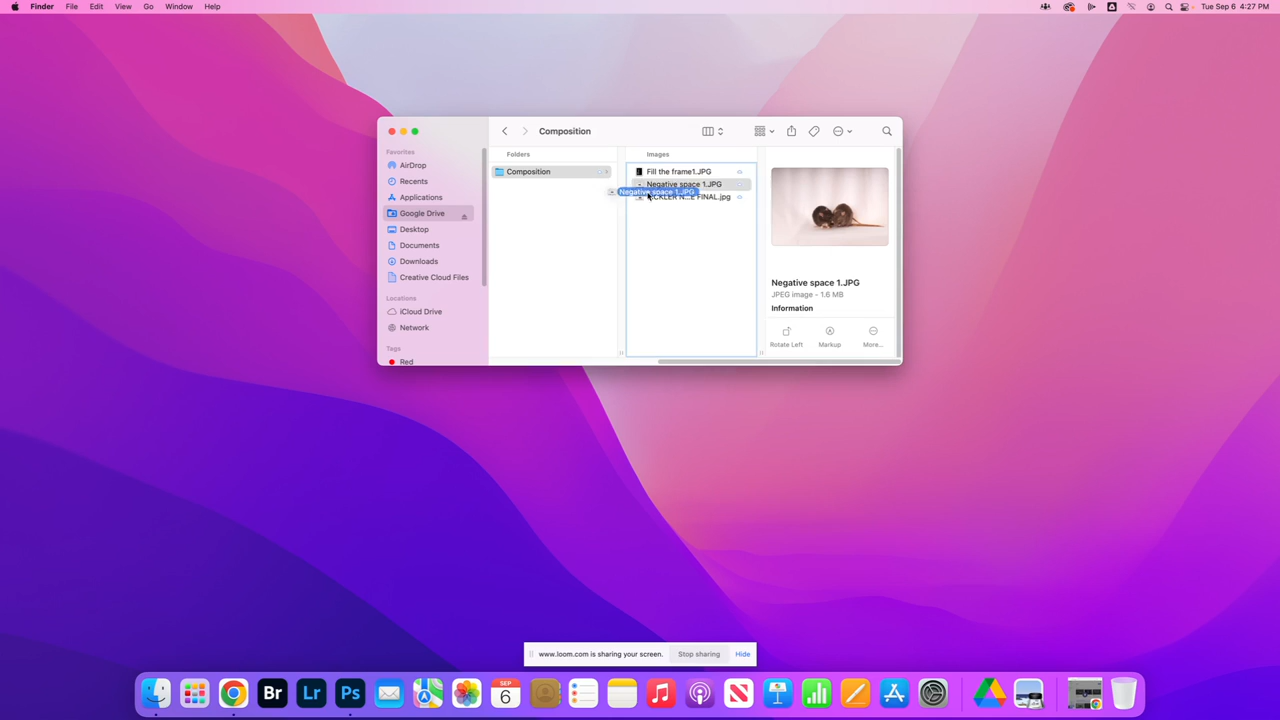 Finder File Edit View Go Window Help Tue Sep 6 4:27 PM
Composition
Favorites
AirDrop
Recents
Applications
Google Drive
Desktop
Documents
Downloads
Creative Cloud Files
Locations
iCloud Drive
Network
Tags
Red
Folders
Composition
Images
Fill the frame1.JPG
Negative space 1.JPG
Negative space 1.JPG
N...E FINAL.jpg
Negative space 1.JPG
JPEG image - 1.6 MB
Information
Rotate Left Markup More...
www.loom.com is sharing your screen. Stop sharing Hide
Br Lr Ps
SEP
6